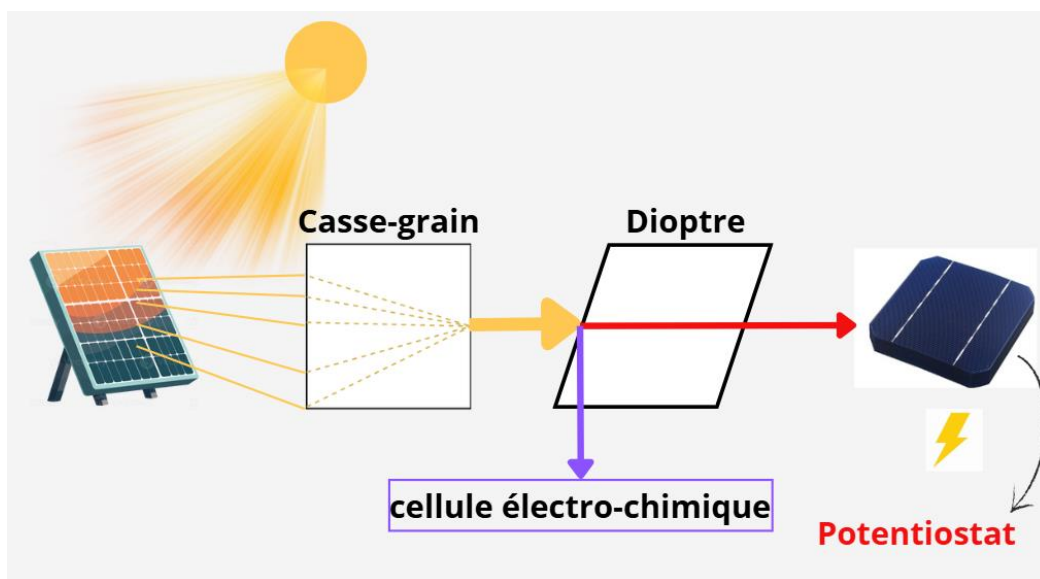 Casse-grain
Dioptre
cellule électro-chimique
Potentiostat